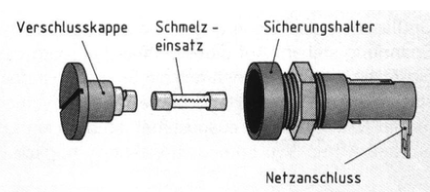 Verschlusskappe
Schmelz -
einsatz
Sicherungshalter
Netzanschluss